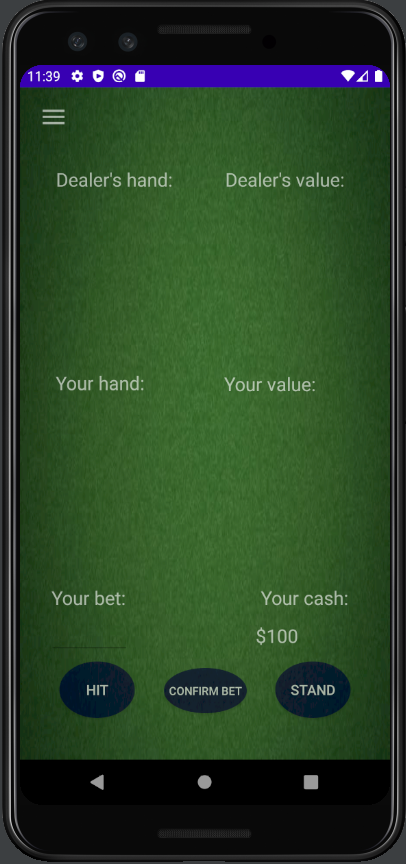 11:39
Dealer's hand: Dealer's value:
Your hand: Your value:
Your bet: Your cash:
$100
HIT CONFIRM BET STAND